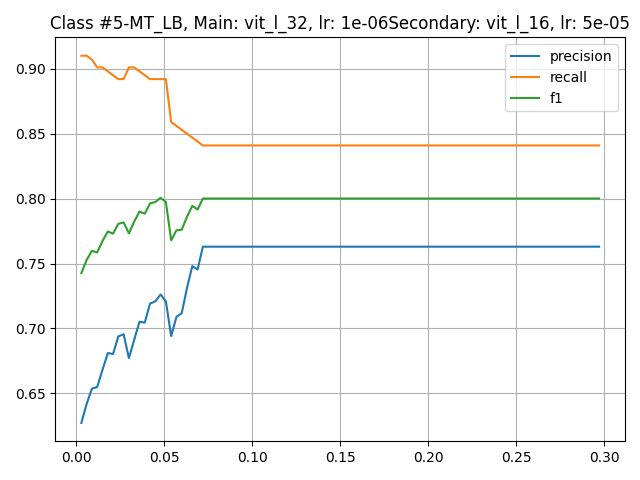 Class #5-MT_LB, Main: vit_l_32, lr: 1e-06Secondary: vit_l_16, lr: 5e-05
precision
recall
f1
0.90
0.85
0.80
0.75
0.70
0.65
0.00 0.05 0.10 0.15 0.20 0.25 0.30